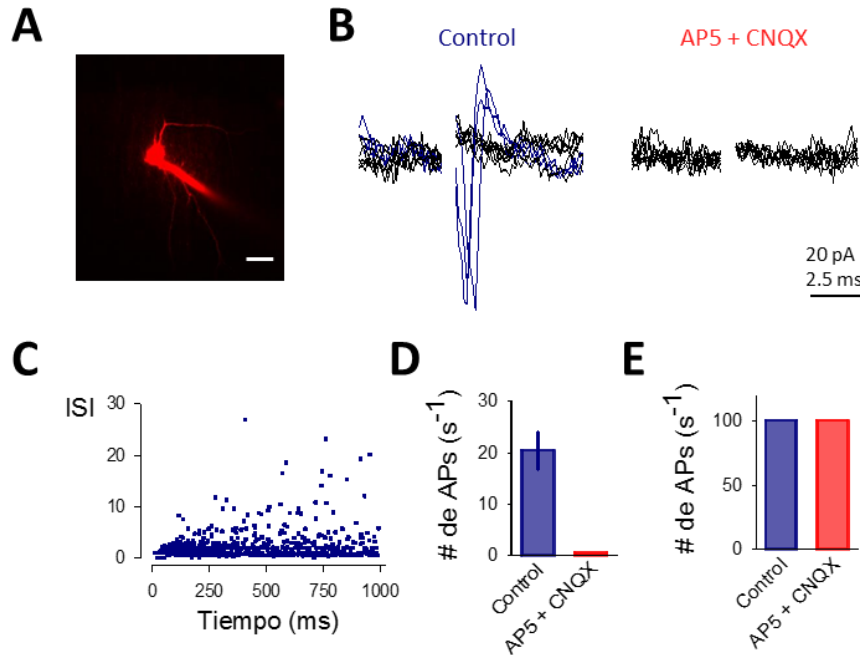 A
B
Control
AP5 + CNQX
20 pA
2.5 ms
C
ISI
30
20
10
0
0
250
500
750
1000
Tiempo (ms)
D
# de APs (s⁻¹)
30
20
10
0
Control
AP5 + CNQX
E
# de APs (s⁻¹)
100
50
0
Control
AP5 + CNQX